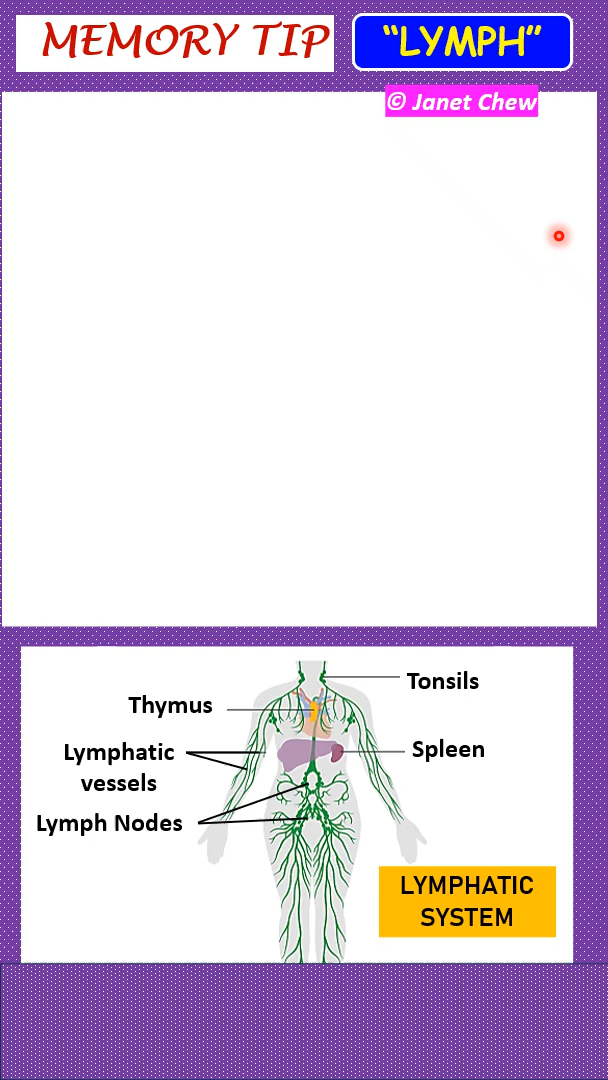 MEMORY TIP
“LYMPH”
© Janet Chew
Tonsils
Thymus
Lymphatic
vessels
Spleen
Lymph Nodes
LYMPHATIC
SYSTEM